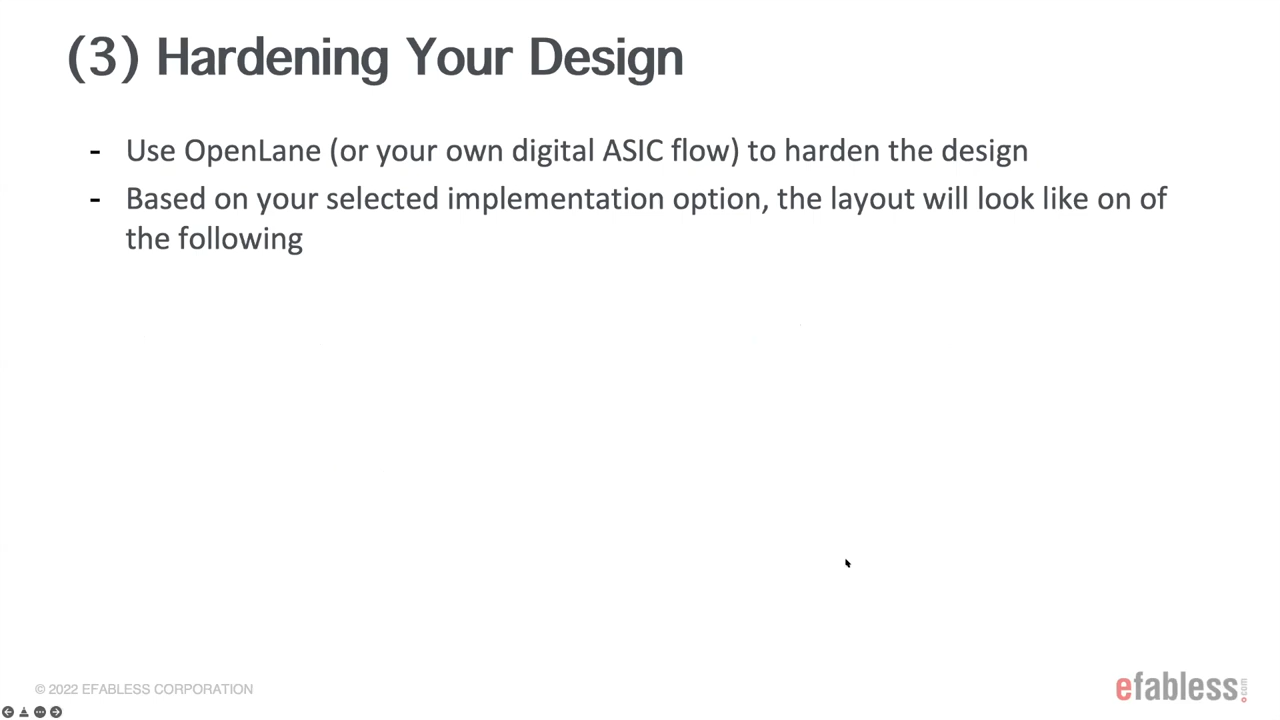 (3) Hardening Your Design
- Use OpenLane (or your own digital ASIC flow) to harden the design
- Based on your selected implementation option, the layout will look like on of
the following
© 2022 EFABLESS CORPORATION
efabless.com